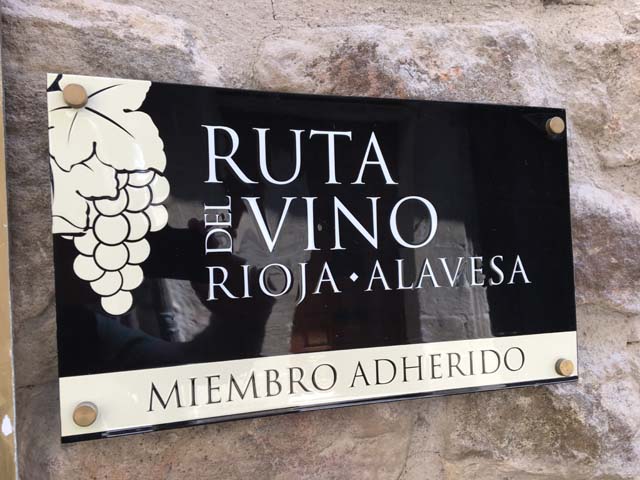 RUTA
DEL VINO
RIOJA · ALAVESA
MIEMBRO ADHERIDO